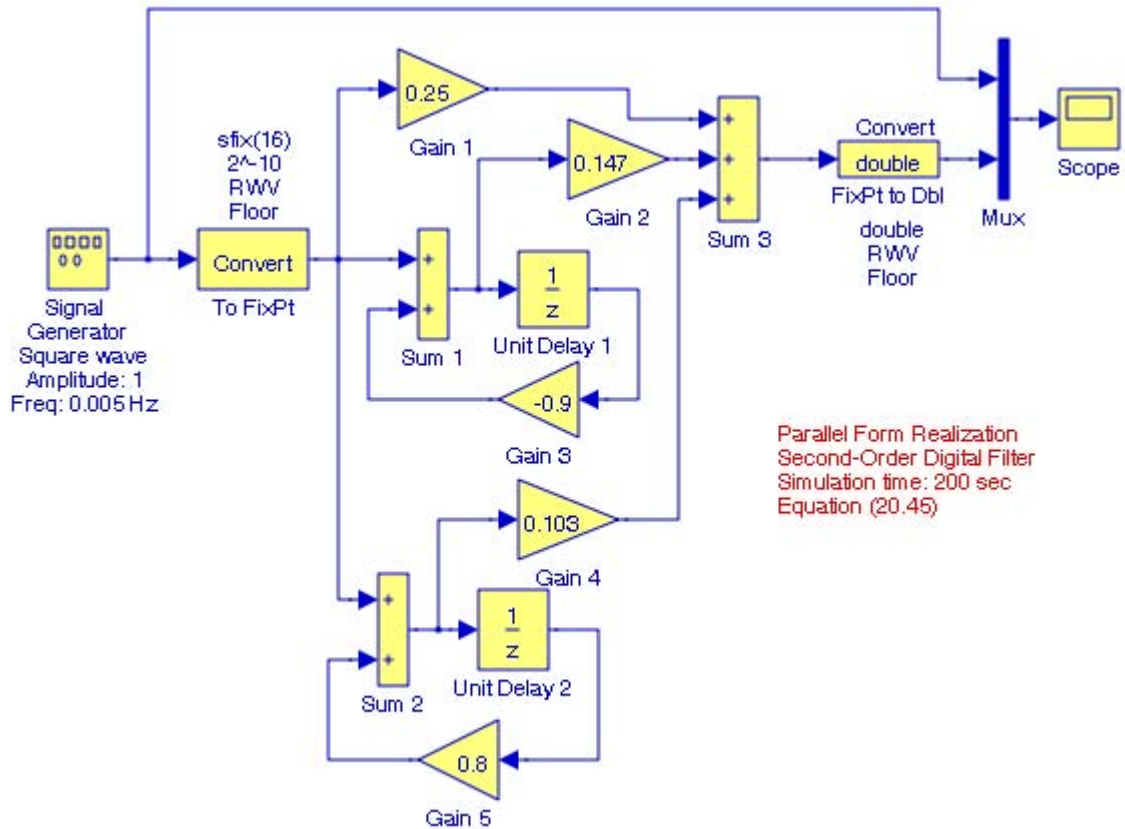 0.25
Gain 1
sfix(16)
2^-10
RWV
Floor
Convert
To FixPt
Signal
Generator
Square wave
Amplitude: 1
Freq: 0.005 Hz
0.147
Gain 2
+
+
+
Sum 3
Convert
double
FixPt to Dbl
double
RWV
Floor
Mux
Scope
+
+
Sum 1
1
z
Unit Delay 1
-0.9
Gain 3
Parallel Form Realization
Second-Order Digital Filter
Simulation time: 200 sec
Equation (20.45)
0.103
Gain 4
+
+
Sum 2
1
z
Unit Delay 2
0.8
Gain 5